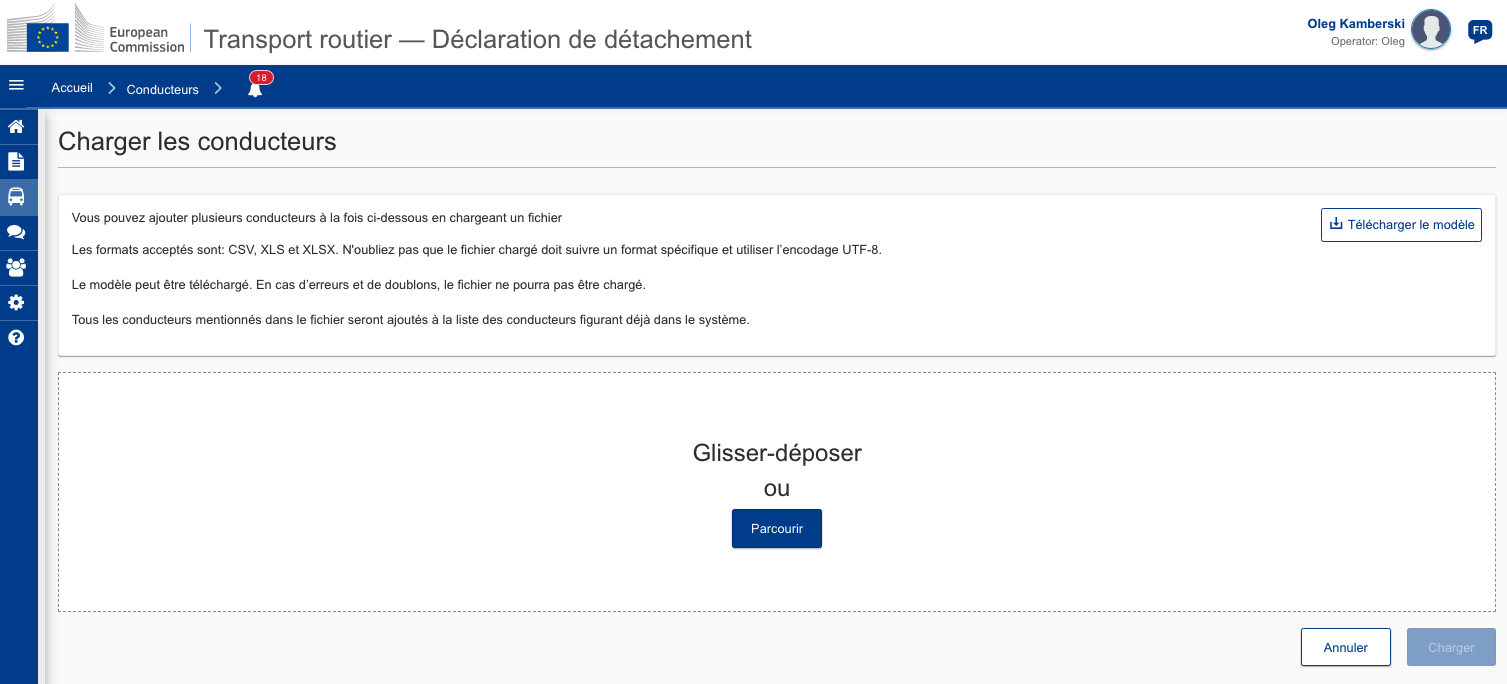 European
Commission
Transport routier — Déclaration de détachement
Oleg Kamberski
Operator: Oleg
FR
Accueil
Conducteurs
18
Charger les conducteurs
Vous pouvez ajouter plusieurs conducteurs à la fois ci-dessous en chargeant un fichier
Télécharger le modèle
Les formats acceptés sont: CSV, XLS et XLSX. N'oubliez pas que le fichier chargé doit suivre un format spécifique et utiliser l’encodage UTF-8.
Le modèle peut être téléchargé. En cas d’erreurs et de doublons, le fichier ne pourra pas être chargé.
Tous les conducteurs mentionnés dans le fichier seront ajoutés à la liste des conducteurs figurant déjà dans le système.
Glisser-déposer
ou
Parcourir
Annuler
Charger